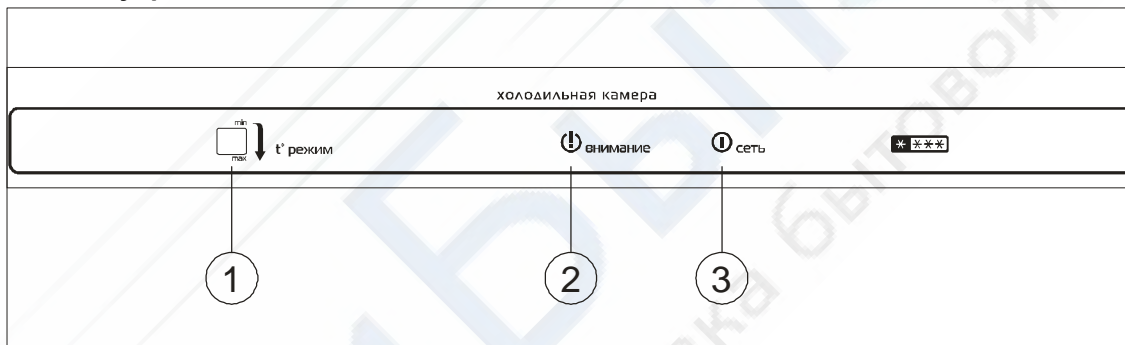 холодильная камера
min
max
t° режим
внимание
сеть
* ***
1
2
3